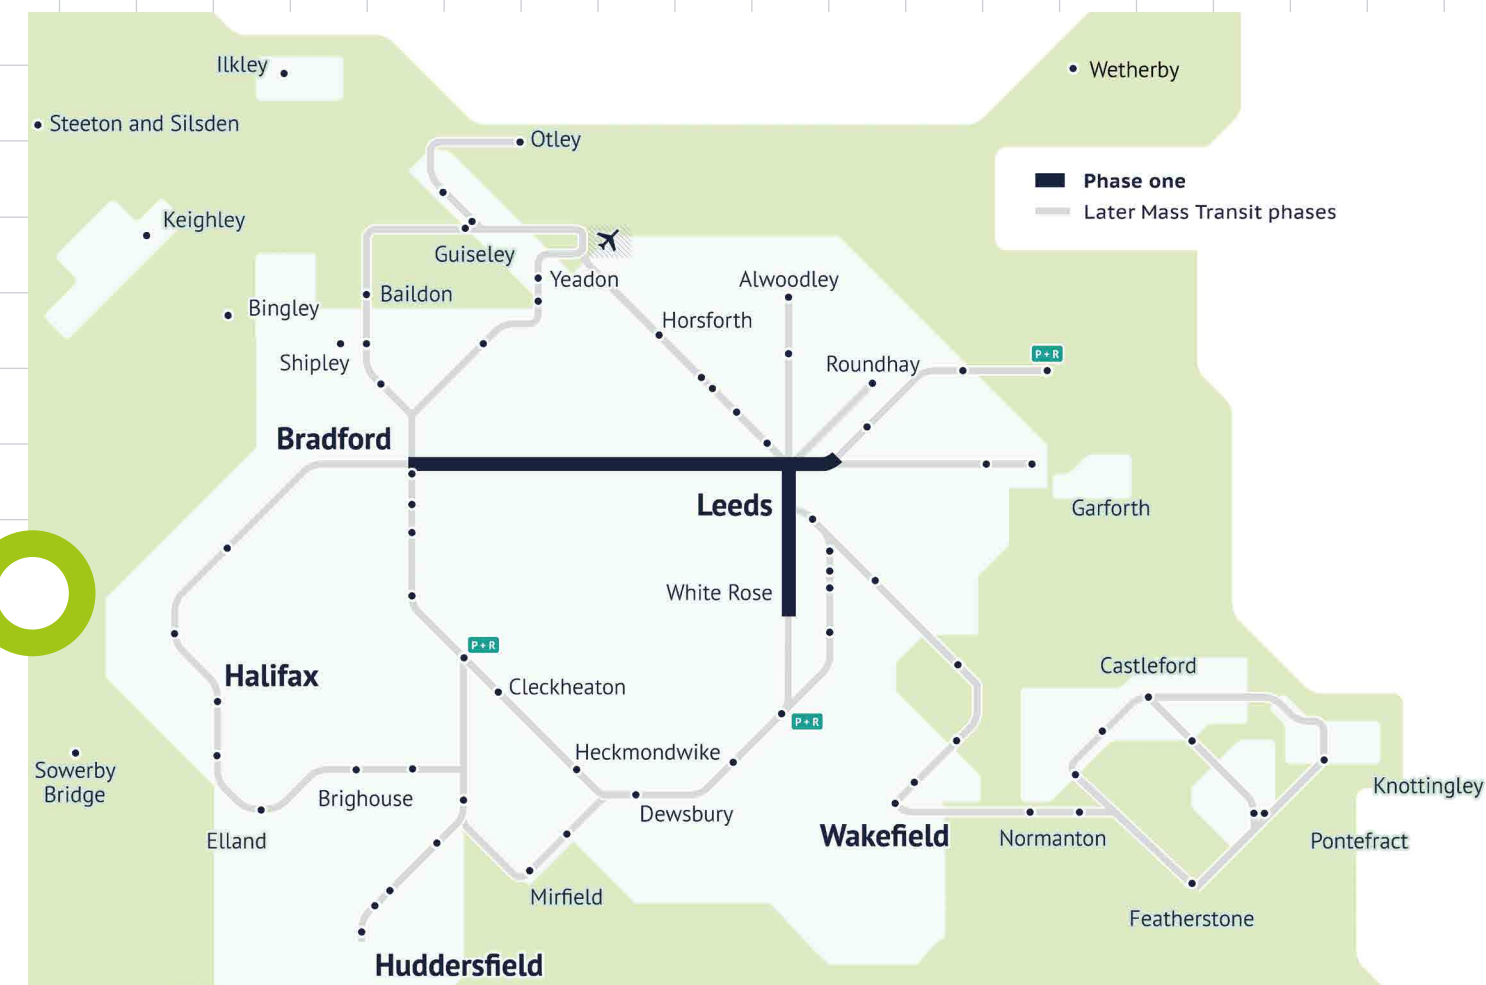 Ilkley
Wetherby
Steeton and Silsden
Otley
Phase one
Later Mass Transit phases
Keighley
Guiseley
Yeadon
Alwoodley
Baildon
Bingley
Horsforth
Shipley
Roundhay
P+R
Bradford
Leeds
Garforth
White Rose
P+R
Halifax
Cleckheaton
Castleford
P+R
Heckmondwike
Sowerby
Bridge
Brighouse
Dewsbury
Knottingley
Elland
Wakefield
Normanton
Pontefract
Mirfield
Featherstone
Huddersfield